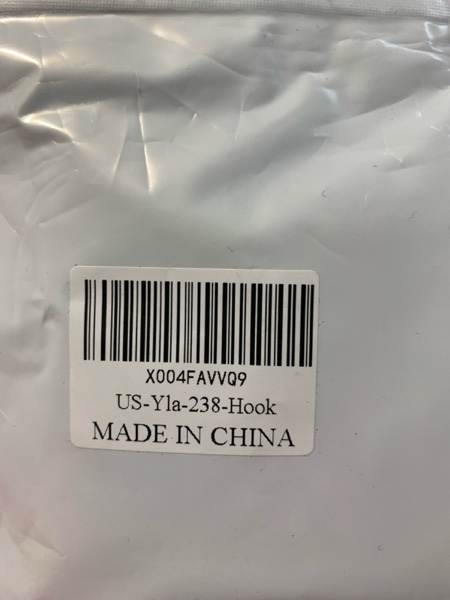 X004FAVVQ9
US-Yla-238-Hook
MADE IN CHINA